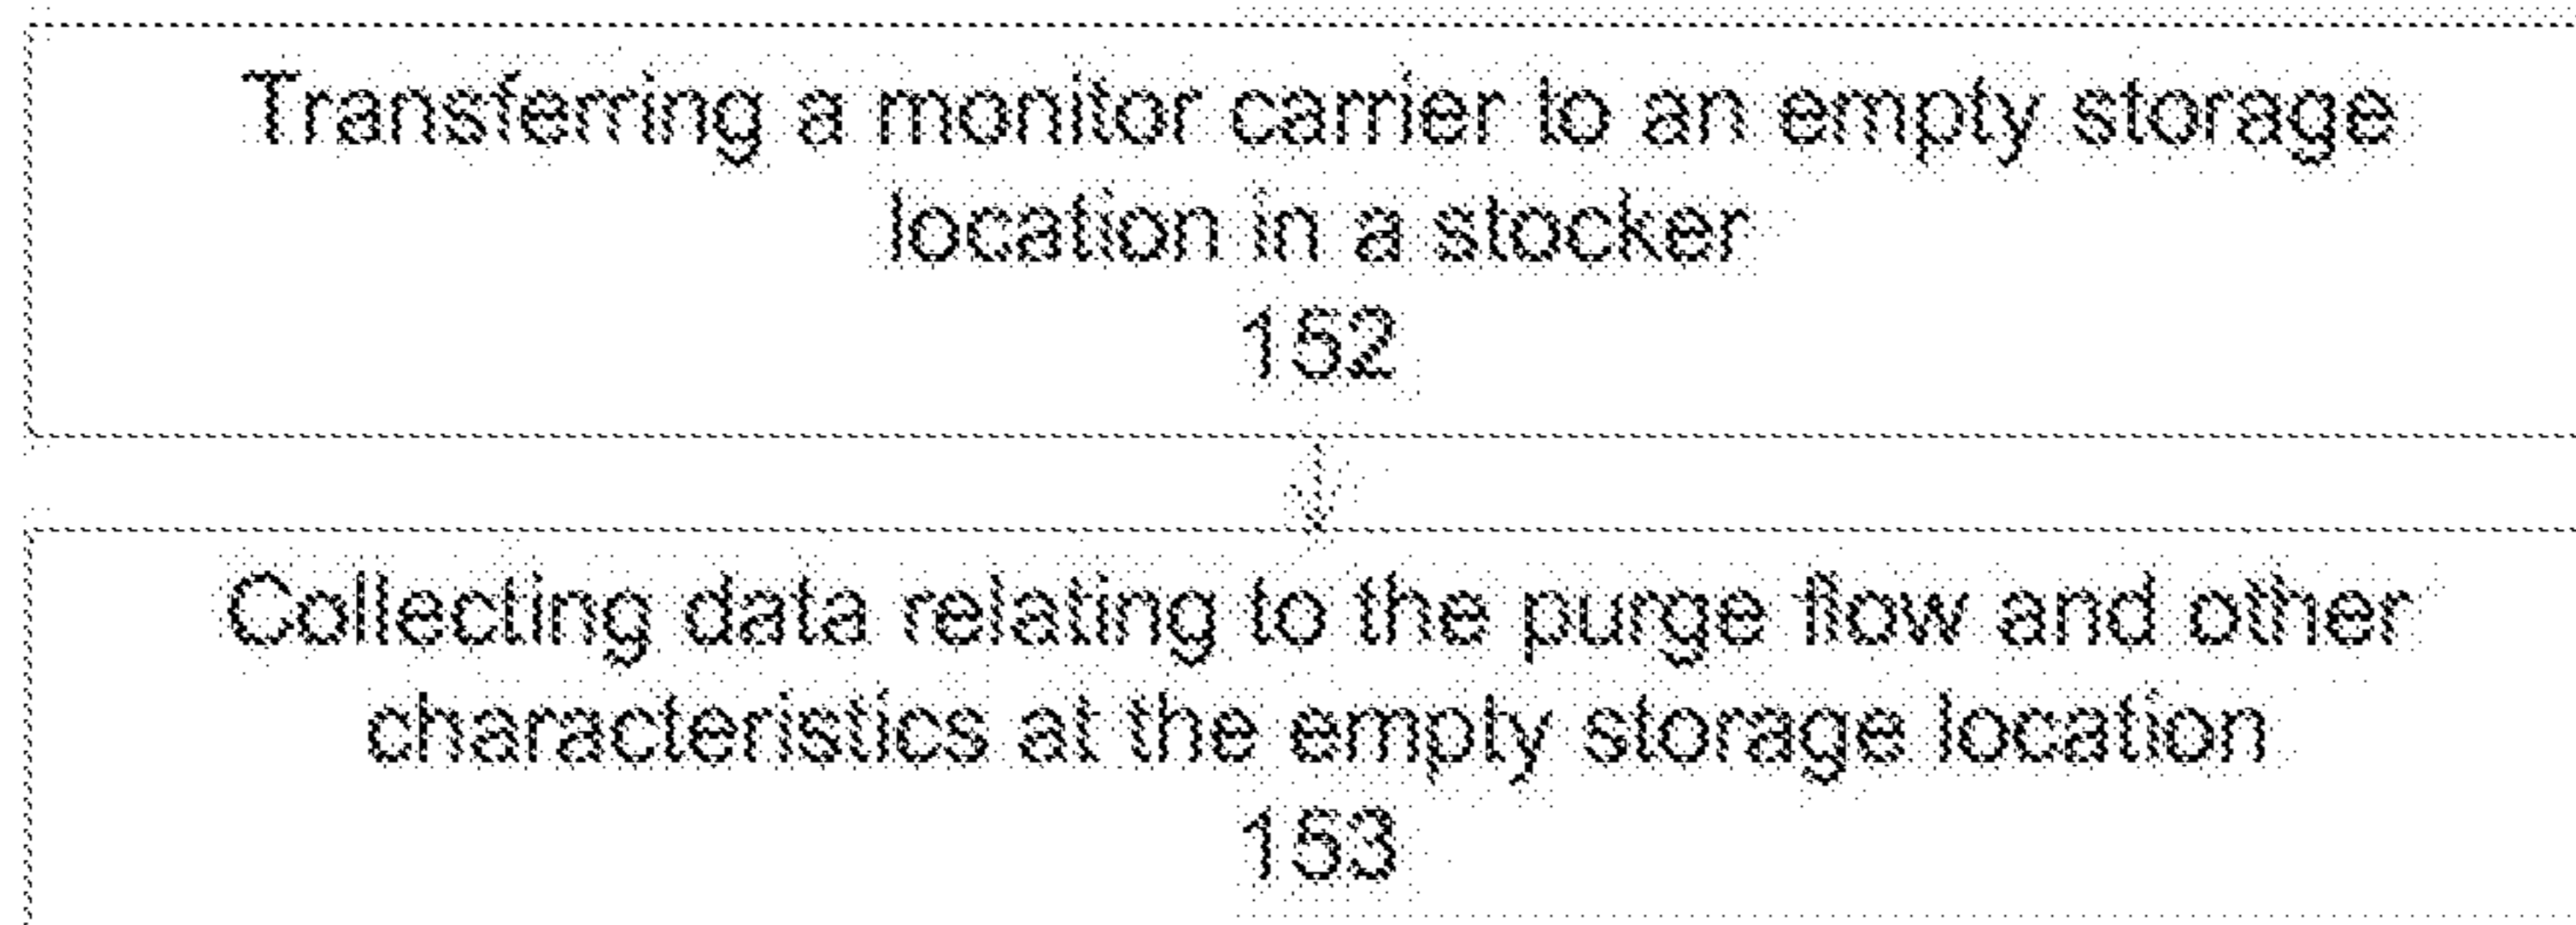 Transferring a monitor carrier to an empty storage
location in a stocker
152
Collecting data relating to the purge flow and other
characteristics at the empty storage location
153